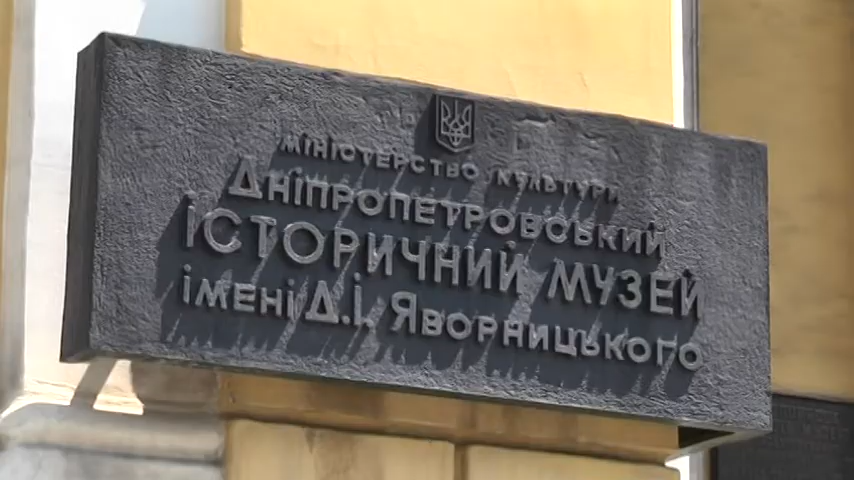 Міністерство культури
Дніпропетровський
історичний музей
імені Д.І. Яворницького